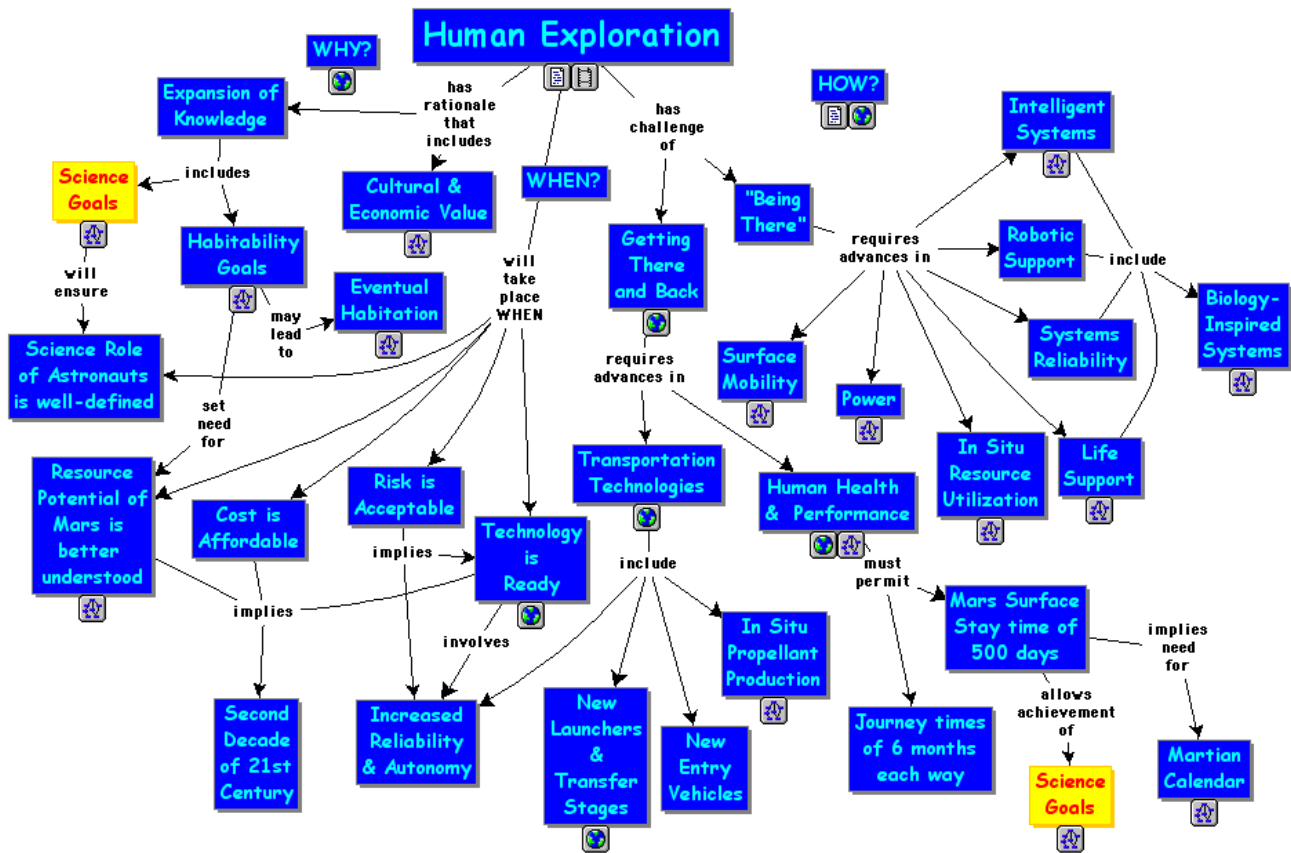 Human Exploration
WHY?
HOW?
WHEN?
has
rationale
that
includes
has
challenge
of
Expansion of
Knowledge
includes
Science
Goals
Cultural &
Economic Value
Habitability
Goals
will
ensure
may
lead
to
Eventual
Habitation
Science Role
of Astronauts
is well-defined
set
need
for
will
take
place
WHEN
Resource
Potential of
Mars is
better
understood
Cost is
Affordable
Risk is
Acceptable
Technology
is
Ready
implies
implies
involves
Second
Decade
of 21st
Century
Increased
Reliability
& Autonomy
Getting
There
and Back
"Being
There"
requires
advances in
Transportation
Technologies
Human Health
& Performance
include
In Situ
Propellant
Production
New
Launchers
&
Transfer
Stages
New
Entry
Vehicles
must
permit
Journey times
of 6 months
each way
Mars Surface
Stay time of
500 days
allows
achievement
of
Science
Goals
implies
need
for
Martian
Calendar
requires
advances in
Intelligent
Systems
Robotic
Support
Systems
Reliability
include
Biology-
Inspired
Systems
Surface
Mobility
Power
In Situ
Resource
Utilization
Life
Support